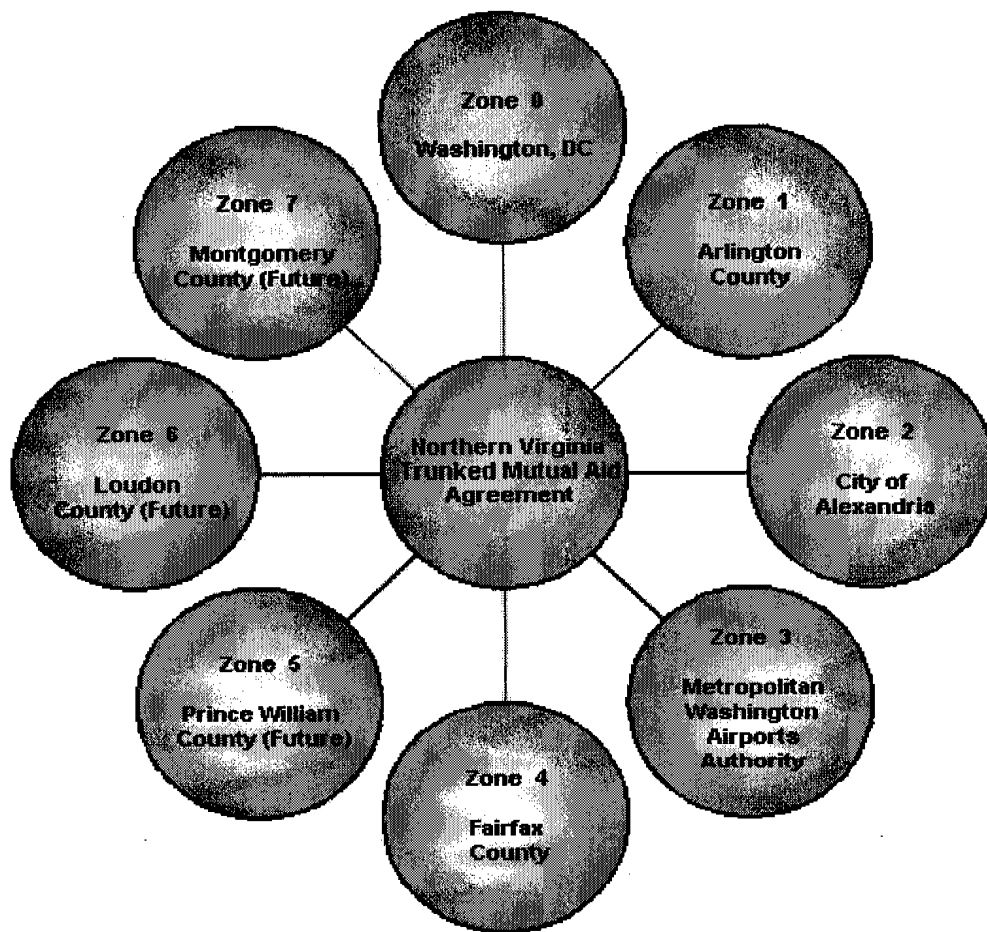 Zone 0
Washington, DC
Zone 1
Arlington
County
Zone 2
City of
Alexandria
Zone 3
Metropolitan
Washington
Airports
Authority
Zone 4
Fairfax
County
Zone 5
Prince William
County (Future)
Zone 6
Loudon
County (Future)
Zone 7
Montgomery
County (Future)
Northern Virginia
Trunked Mutual Aid
Agreement